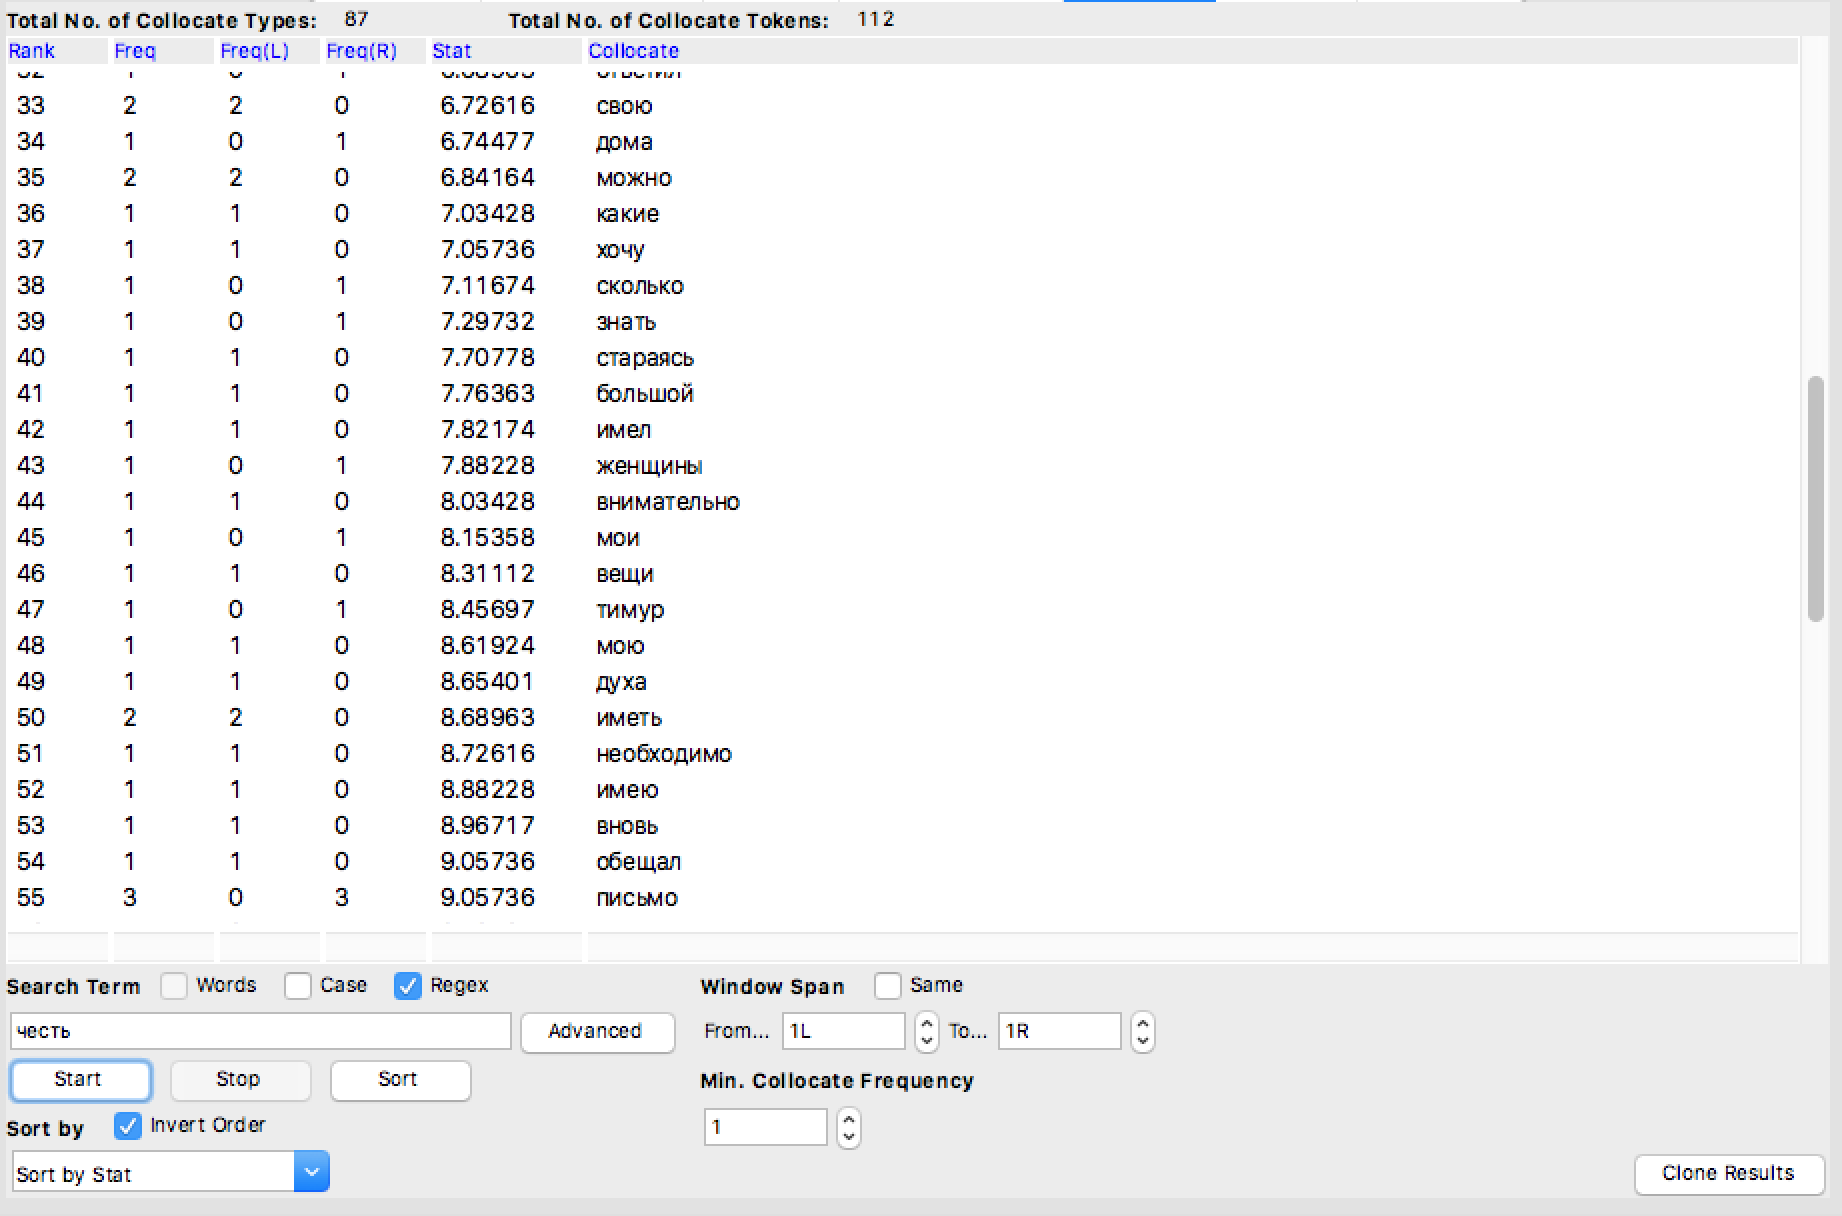 Total No. of Collocate Types: 87 Total No. of Collocate Tokens: 112
Rank Freq Freq(L) Freq(R) Stat Collocate
33 2 2 0 6.72616 свою
34 1 0 1 6.74477 дома
35 2 2 0 6.84164 можно
36 1 1 0 7.03428 какие
37 1 1 0 7.05736 хочу
38 1 0 1 7.11674 сколько
39 1 0 1 7.29732 знать
40 1 1 0 7.70778 стараясь
41 1 1 0 7.76363 большой
42 1 1 0 7.82174 имел
43 1 0 1 7.88228 женщины
44 1 1 0 8.03428 внимательно
45 1 0 1 8.15358 мои
46 1 1 0 8.31112 вещи
47 1 0 1 8.45697 тимур
48 1 1 0 8.61924 мою
49 1 1 0 8.65401 духа
50 2 2 0 8.68963 иметь
51 1 1 0 8.72616 необходимо
52 1 1 0 8.88228 имею
53 1 1 0 8.96717 вновь
54 1 1 0 9.05736 обещал
55 3 0 3 9.05736 письмо
Search Term Words Case Regex Window Span Same
честь Advanced From... 1L To... 1R
Start Stop Sort Min. Collocate Frequency
Sort by Invert Order 1
Sort by Stat Clone Results